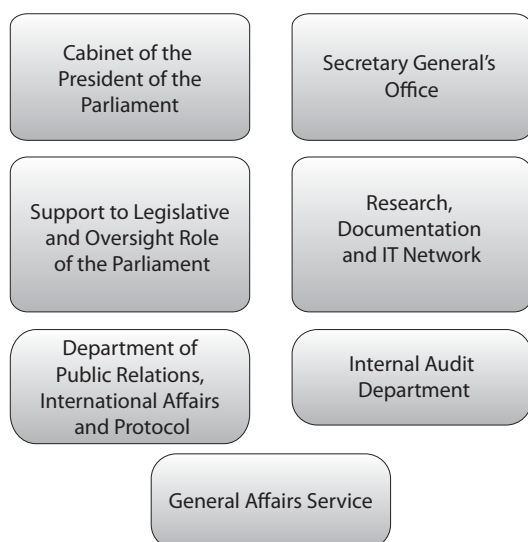 Cabinet of the
President of the
Parliament
Secretary General’s
Office
Support to Legislative
and Oversight Role
of the Parliament
Research,
Documentation
and IT Network
Department of
Public Relations,
International Affairs
and Protocol
Internal Audit
Department
General Affairs Service